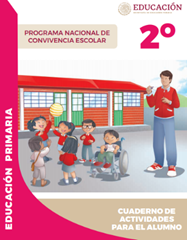 EDUCACIÓN
PROGRAMA NACIONAL DE
CONVIVENCIA ESCOLAR
2º
EDUCACIÓN PRIMARIA
CUADERNO DE
ACTIVIDADES
PARA EL ALUMNO